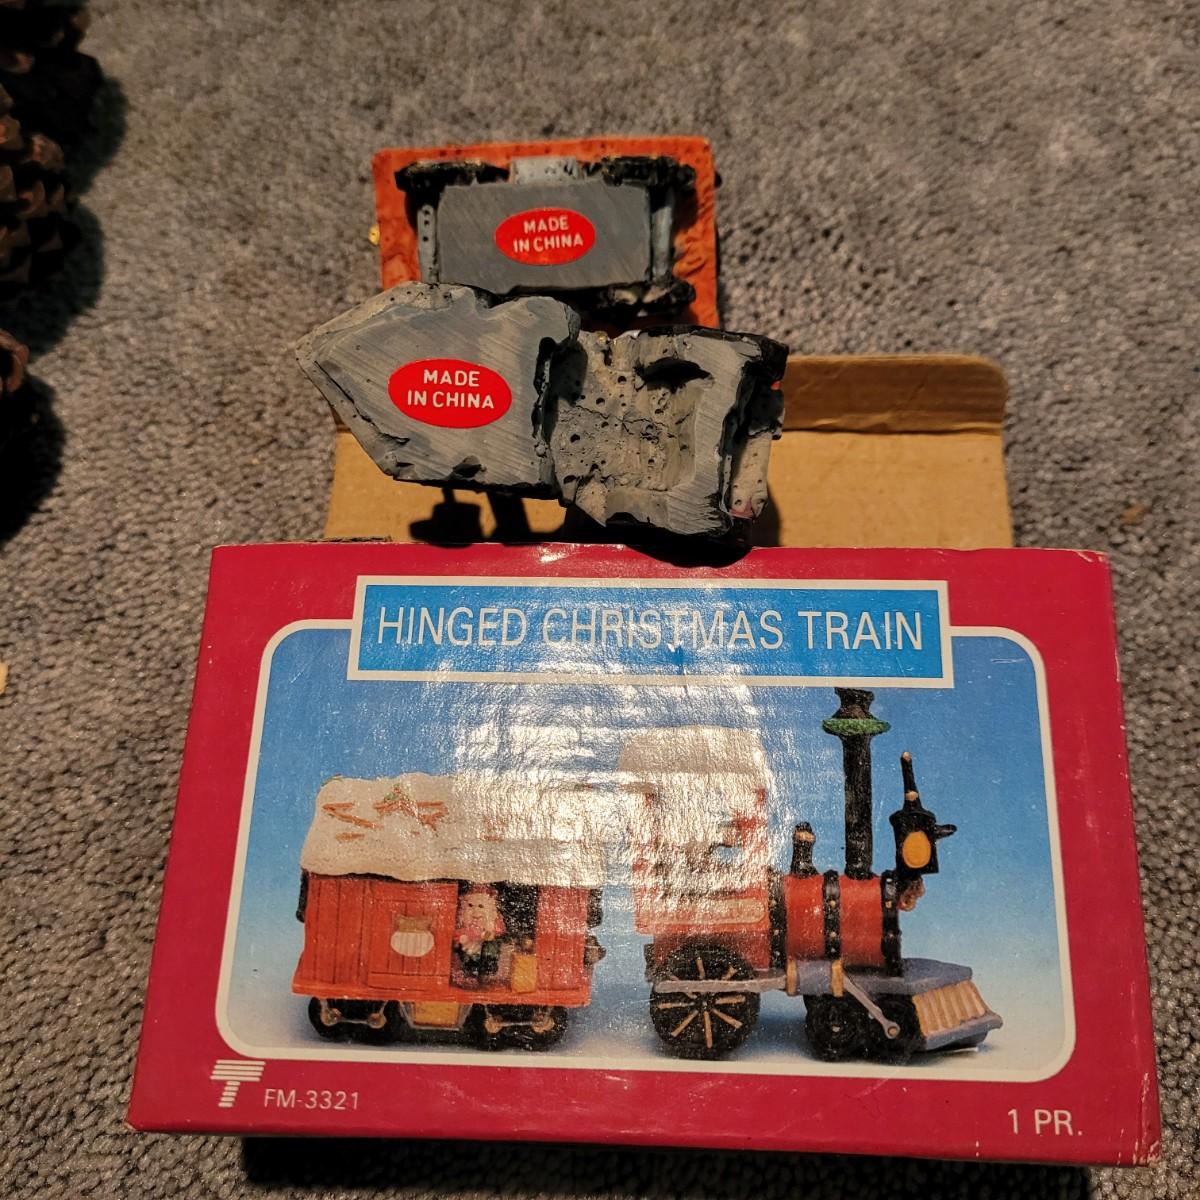 MADE
IN CHINA
MADE
IN CHINA
HINGED CHRISTMAS TRAIN
T FM-3321
1 PR.